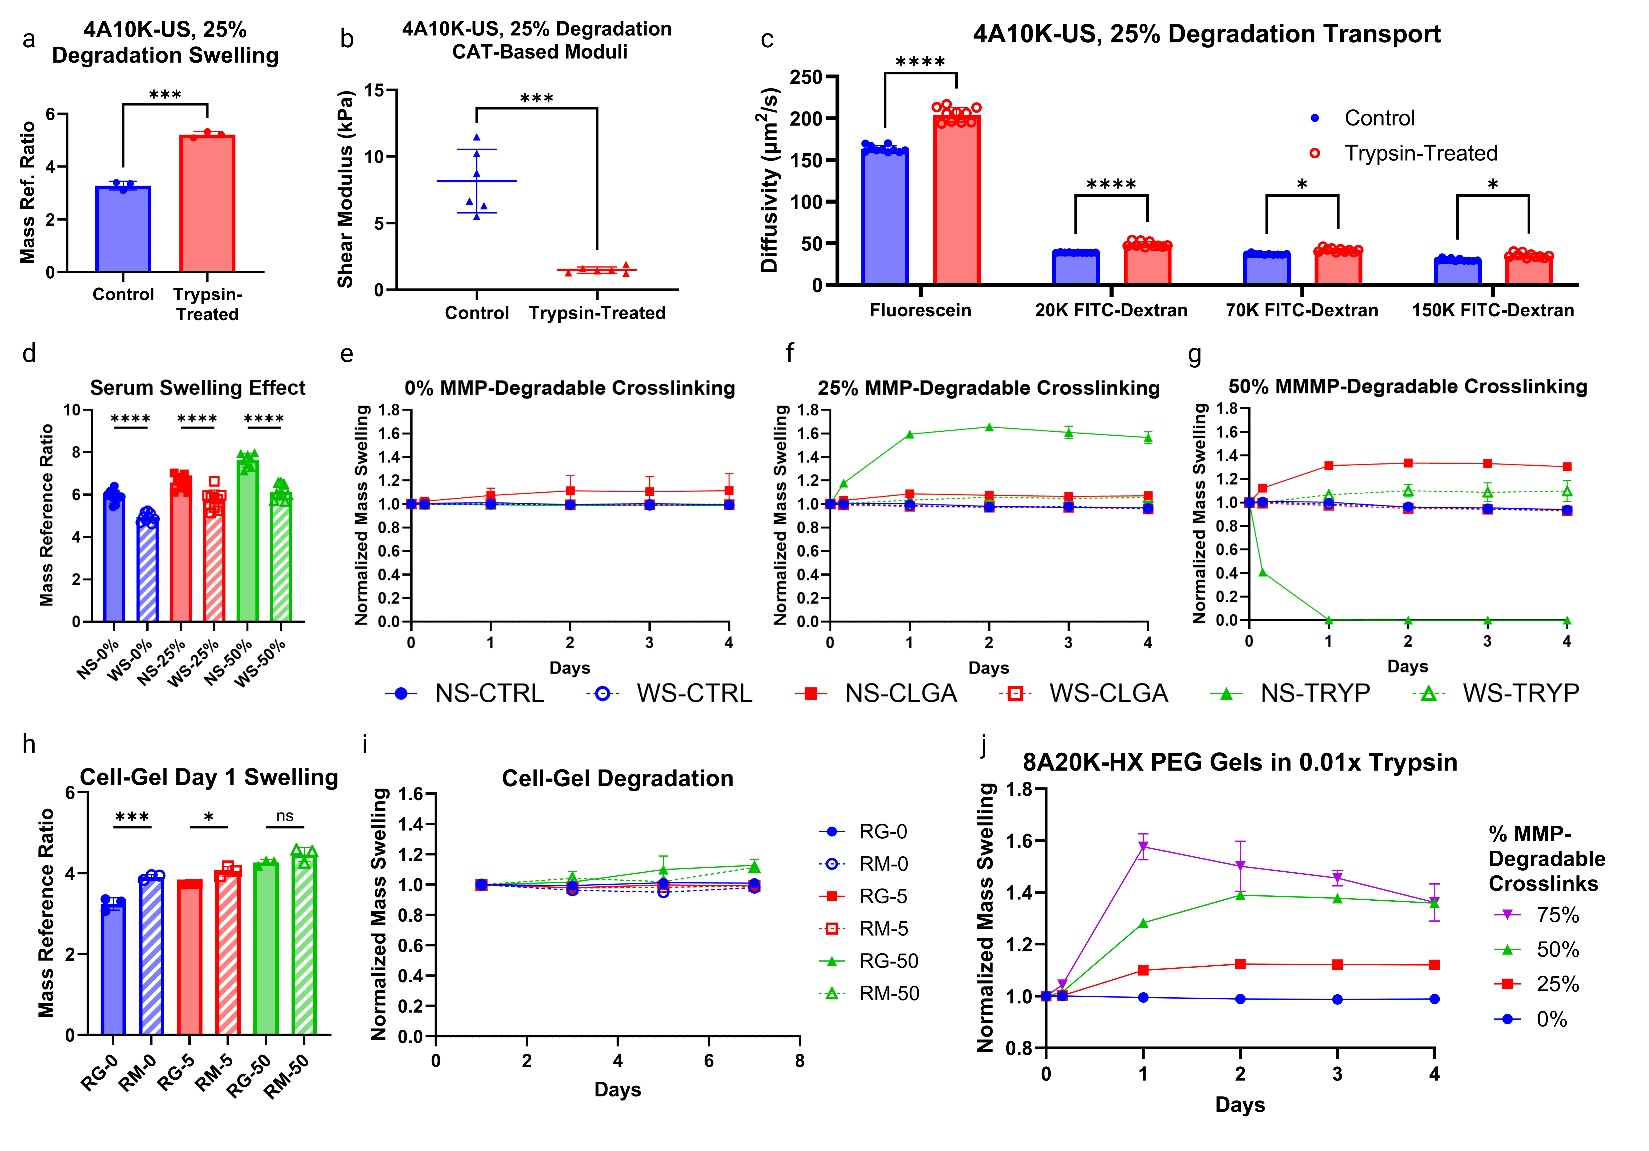 a
4A10K-US, 25%
Degradation Swelling
***
Mass Ref. Ratio
6
4
2
0
Control
Trypsin-
Treated
b
4A10K-US, 25% Degradation
CAT-Based Moduli
***
Shear Modulus (kPa)
15
10
5
0
Control
Trypsin-Treated
c
4A10K-US, 25% Degradation Transport
****
****
*
*
Control
Trypsin-Treated
Diffusivity (µm²/s)
250
200
150
100
50
0
Fluorescein
20K FITC-Dextran
70K FITC-Dextran
150K FITC-Dextran
d
Serum Swelling Effect
**** **** ****
Mass Reference Ratio
10
8
6
4
2
0
NS-0%
WS-0%
NS-25%
WS-25%
NS-50%
WS-50%
e
0% MMP-Degradable Crosslinking
Normalized Mass Swelling
1.8
1.6
1.4
1.2
1.0
0.8
0.6
0.4
0.2
0.0
0 1 2 3 4
Days
f
25% MMP-Degradable Crosslinking
Normalized Mass Swelling
1.8
1.6
1.4
1.2
1.0
0.8
0.6
0.4
0.2
0.0
0 1 2 3 4
Days
g
50% MMMP-Degradable Crosslinking
Normalized Mass Swelling
1.8
1.6
1.4
1.2
1.0
0.8
0.6
0.4
0.2
0.0
0 1 2 3 4
Days
NS-CTRL WS-CTRL NS-CLGA WS-CLGA NS-TRYP WS-TRYP
h
Cell-Gel Day 1 Swelling
*** * ns
Mass Reference Ratio
6
4
2
0
RG-0
RM-0
RG-5
RM-5
RG-50
RM-50
i
Cell-Gel Degradation
Normalized Mass Swelling
1.6
1.4
1.2
1.0
0.8
0.6
0.4
0.2
0.0
0 2 4 6 8
Days
RG-0
RM-0
RG-5
RM-5
RG-50
RM-50
j
8A20K-HX PEG Gels in 0.01x Trypsin
Normalized Mass Swelling
1.8
1.6
1.4
1.2
1.0
0.8
0 1 2 3 4
Days
% MMP-
Degradable
Crosslinks
75%
50%
25%
0%